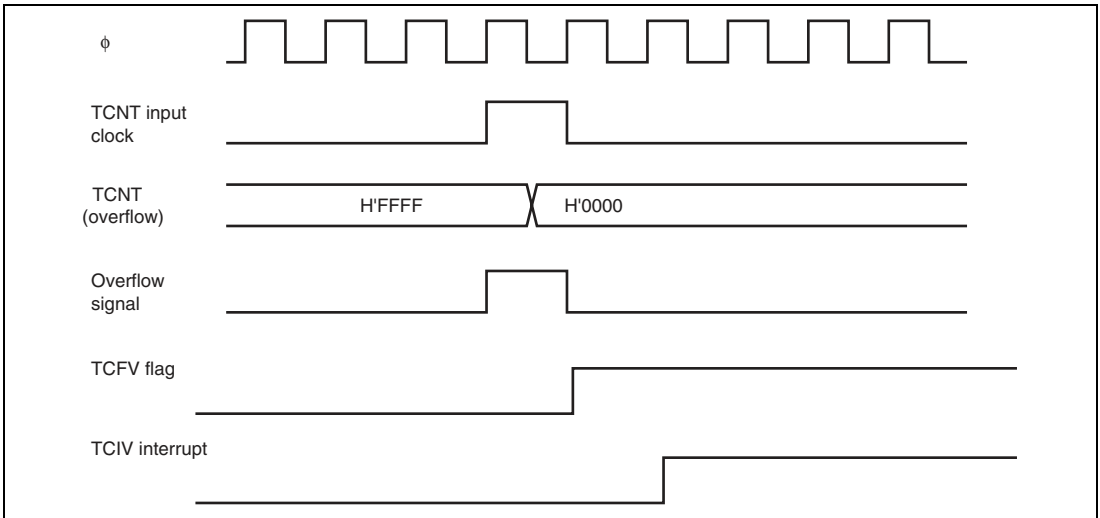 ϕ
TCNT input
clock
TCNT
(overflow)
H'FFFF
H'0000
Overflow
signal
TCFV flag
TCIV interrupt